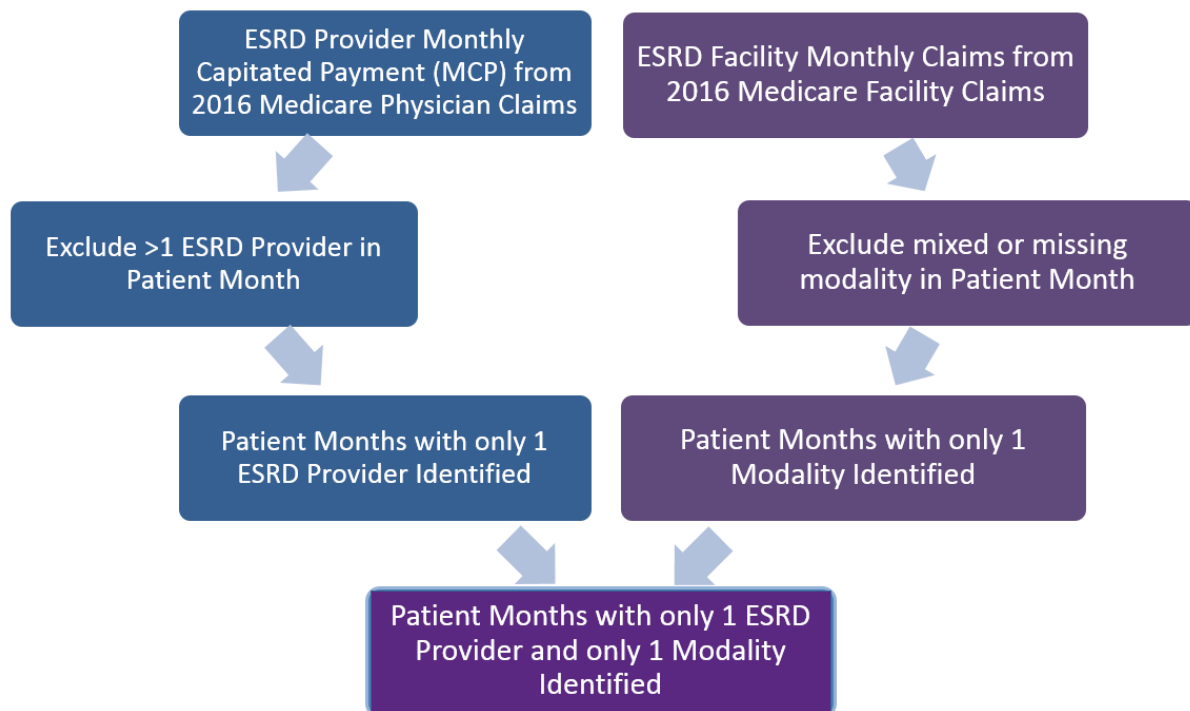 ESRD Provider Monthly
Capitated Payment (MCP) from
2016 Medicare Physician Claims
ESRD Facility Monthly Claims from
2016 Medicare Facility Claims
Exclude >1 ESRD Provider in
Patient Month
Exclude mixed or missing
modality in Patient Month
Patient Months with only 1
ESRD Provider Identified
Patient Months with only 1
Modality Identified
Patient Months with only 1 ESRD
Provider and only 1 Modality
Identified